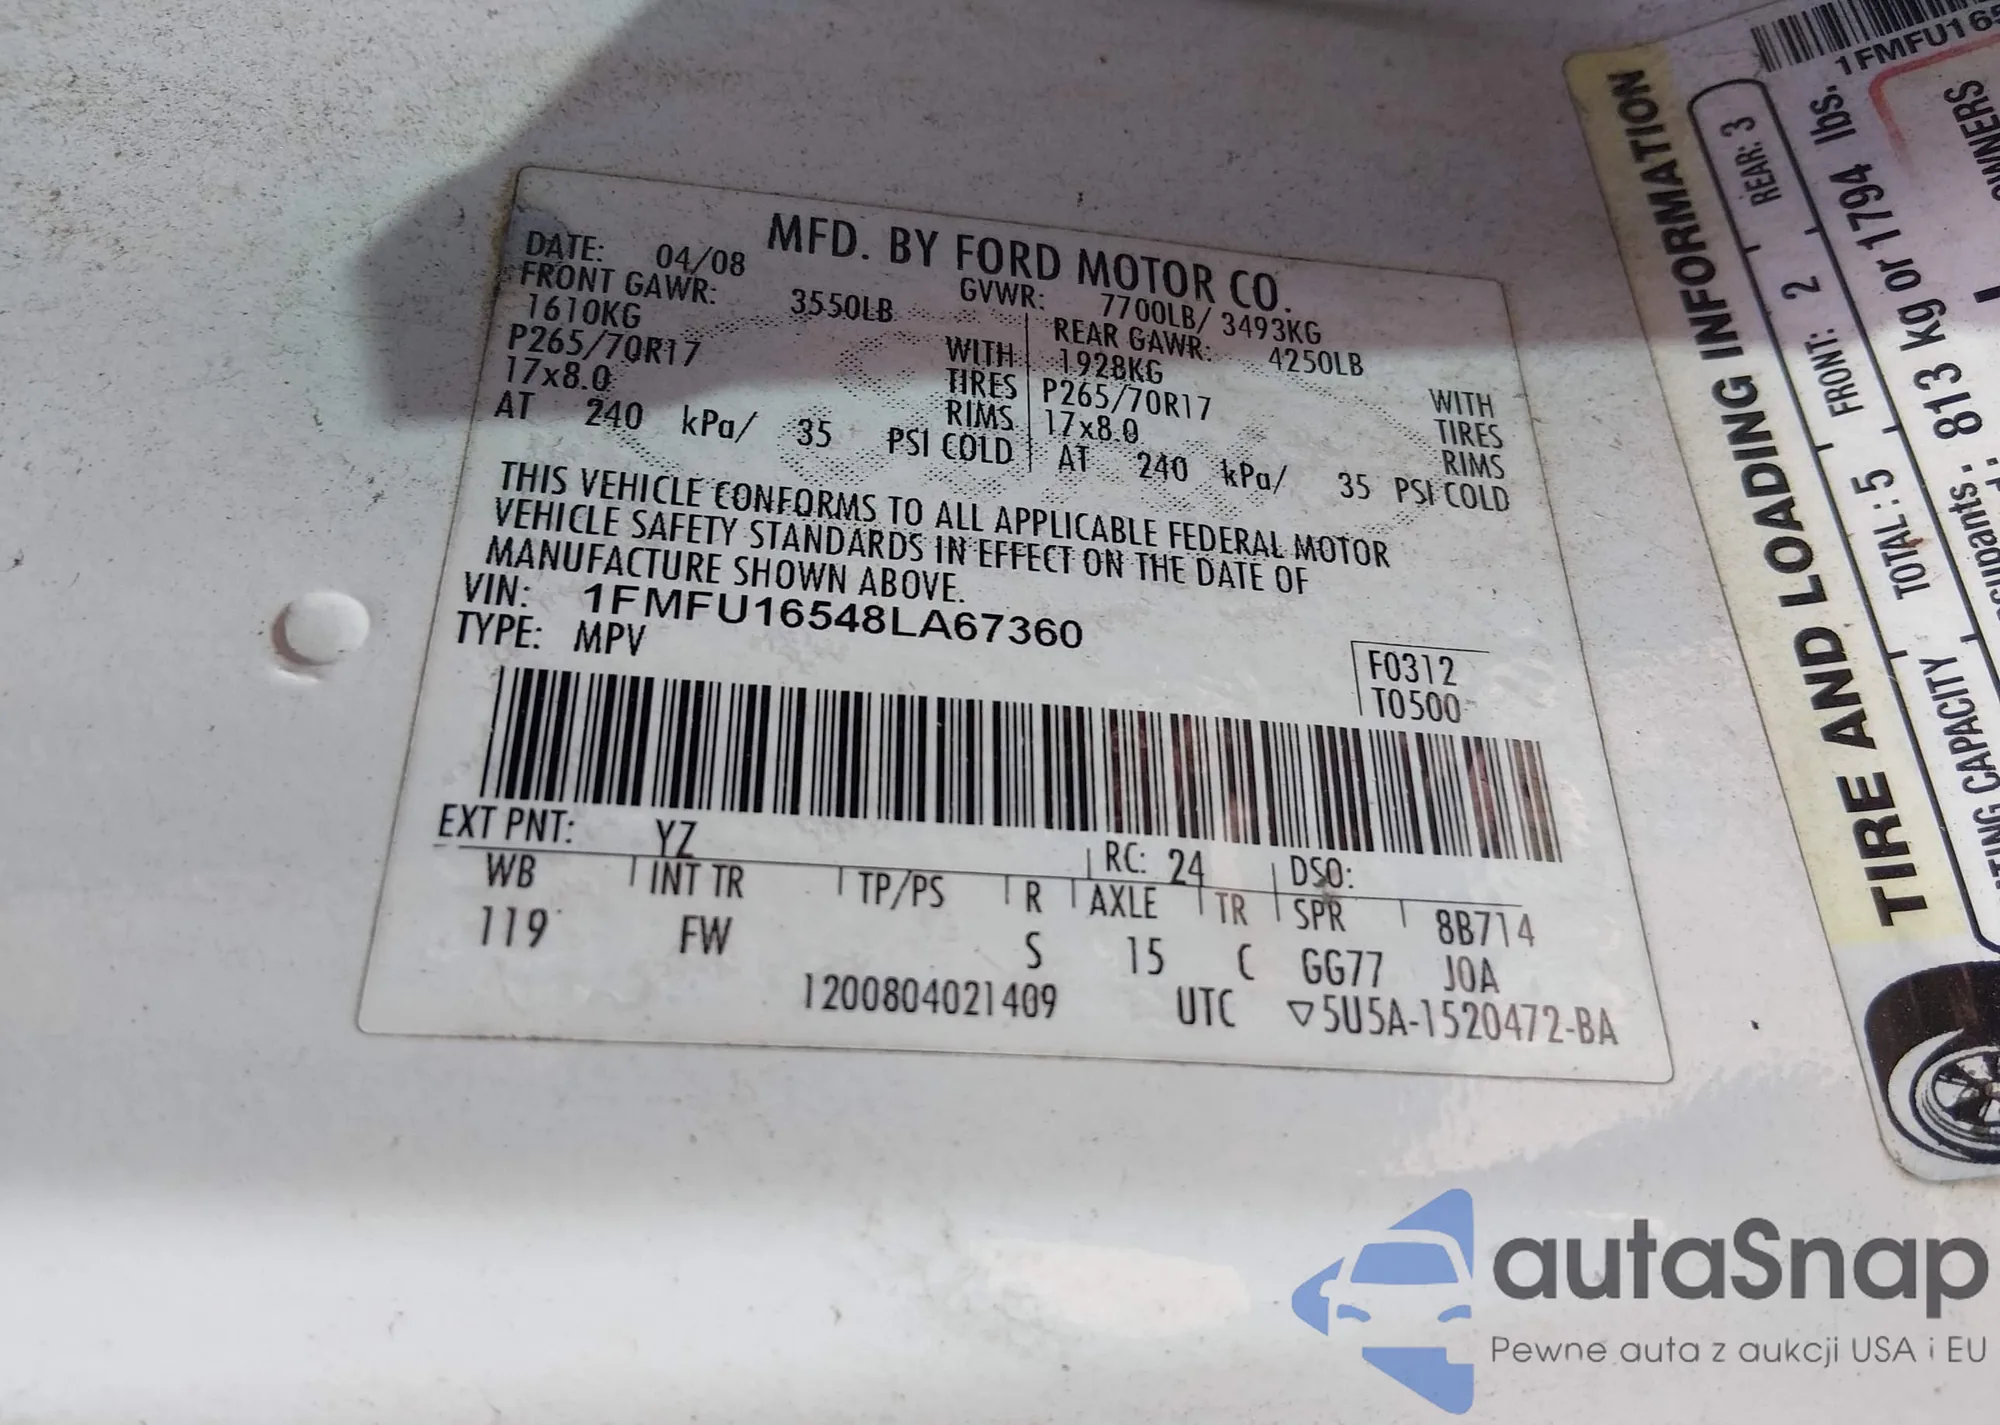 MFD. BY FORD MOTOR CO.
DATE: 04/08 GVWR: 7700LB/ 3493KG
FRONT GAWR: 3550LB REAR GAWR: 4250LB
1610KG WITH 1928KG WITH
P265/70R17 TIRES P265/70R17 TIRES
17x8.0 RIMS 17x8.0 RIMS
AT 240 kPa/ 35 PSI COLD AT 240 kPa/ 35 PSI COLD
THIS VEHICLE CONFORMS TO ALL APPLICABLE FEDERAL MOTOR
VEHICLE SAFETY STANDARDS IN EFFECT ON THE DATE OF
MANUFACTURE SHOWN ABOVE.
VIN: 1FMFU16548LA67360
TYPE: MPV
F0312
T0500
EXT PNT: YZ RC: 24 DSO:
WB INT TR TP/PS R AXLE TR SPR 8B714
119 FW S 15 C GG77 J0A
1200804021409 UTC ▽5U5A-1520472-BA
TIRE AND LOADING INFORMATION
TOTAL: 5 FRONT: 2 REAR: 3
813 kg or 1794 lbs.
CAPACITY
OWNERS
1FMFU165
autaSnap
Pewne auta z aukcji USA i EU